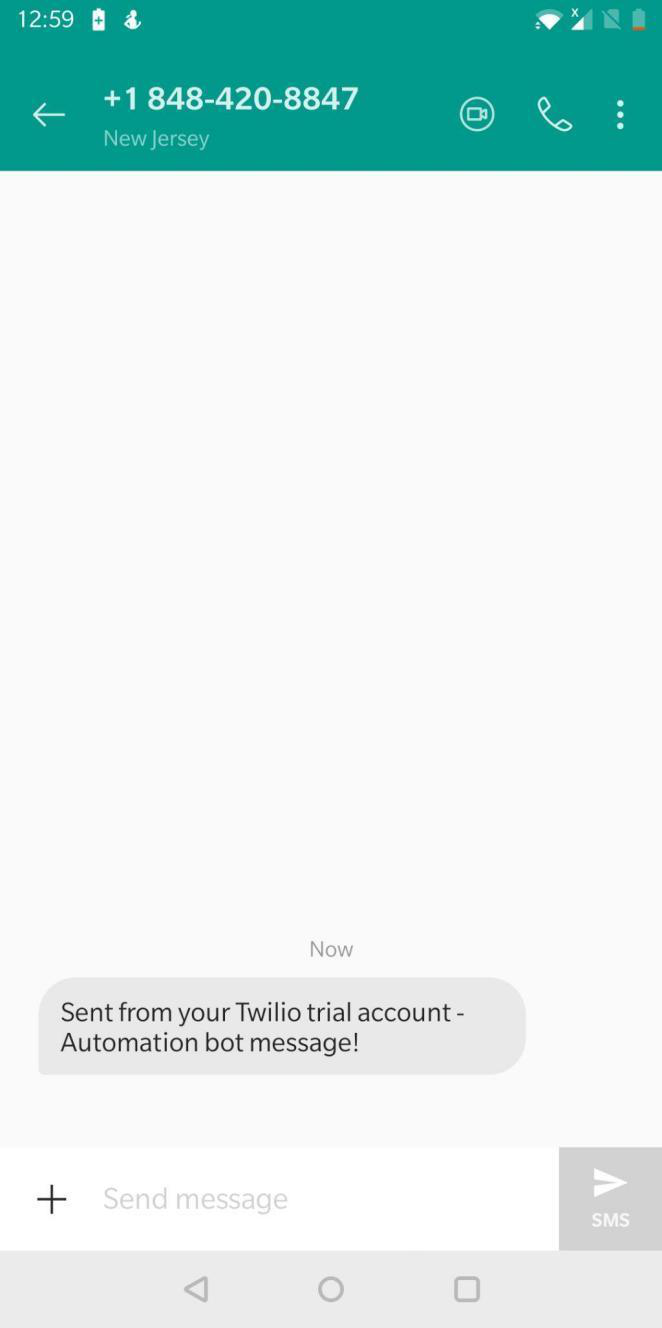 12:59
+1 848-420-8847
New Jersey
Now
Sent from your Twilio trial account -
Automation bot message!
Send message
SMS